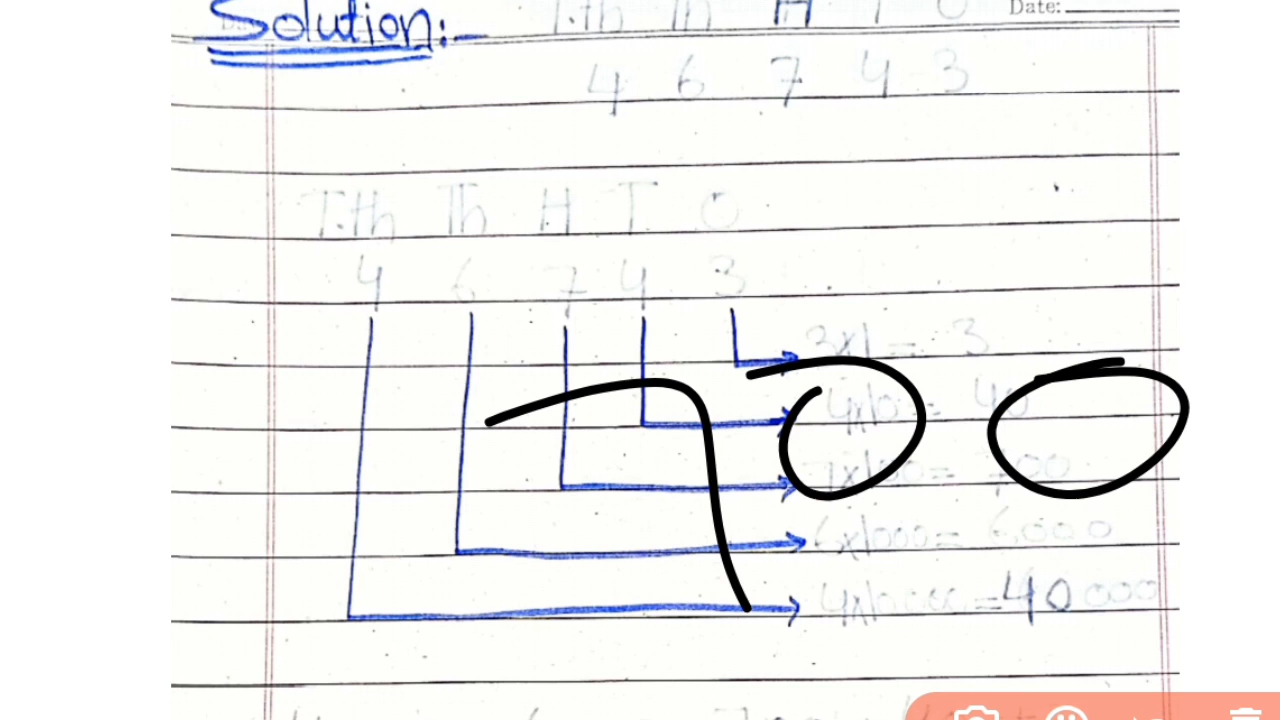 Solution:- T.th Th H T O Date:
4 6 7 4 3
T.th Th H T O
4 6 7 4 3
3x1 = 3
4x10 = 40
7x100 = 700
6x1000 = 6,000
4x10000 = 40000
700